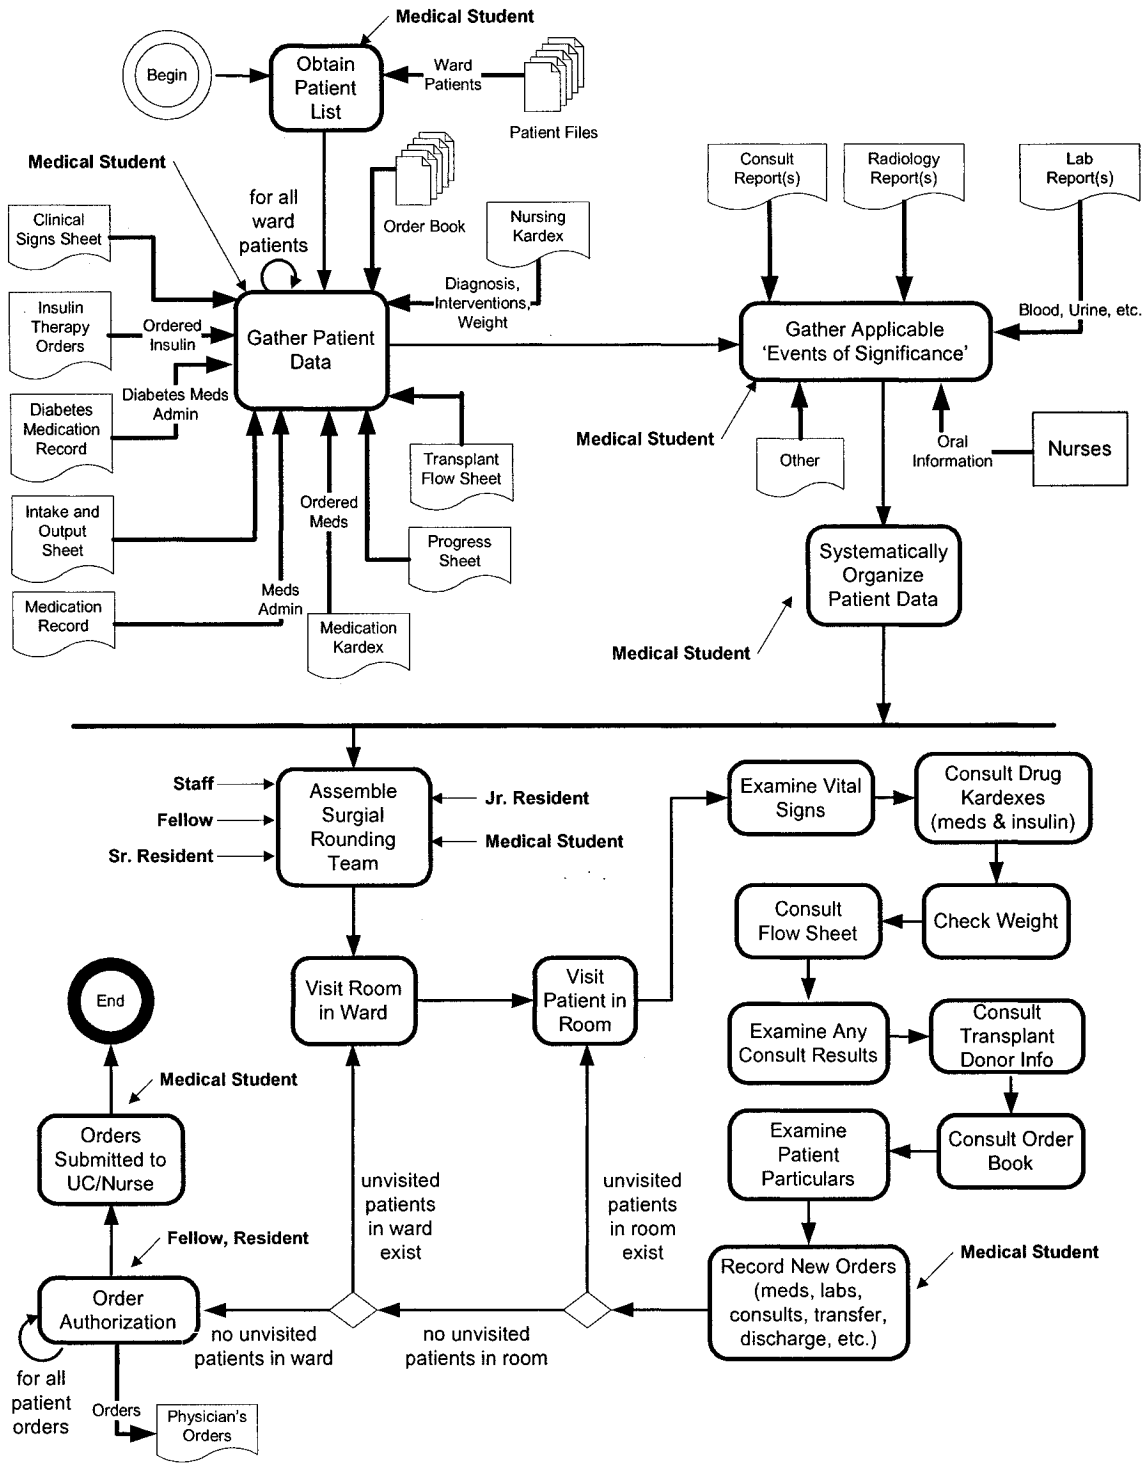 Medical Student
Begin
Obtain
Patient
List
Ward
Patients
Patient Files
Medical Student
for all
ward
patients
Order Book
Nursing
Kardex
Clinical
Signs Sheet
Diagnosis,
Interventions,
Weight
Insulin
Therapy
Orders
Ordered
Insulin
Gather Patient
Data
Diabetes Meds
Admin
Diabetes
Medication
Record
Transplant
Flow Sheet
Intake and
Output
Sheet
Ordered
Meds
Progress
Sheet
Meds
Admin
Medication
Record
Medication
Kardex
Consult
Report(s)
Radiology
Report(s)
Lab
Report(s)
Blood, Urine, etc.
Gather Applicable
‘Events of Significance’
Medical Student
Other
Oral
Information
Nurses
Systematically
Organize
Patient Data
Medical Student
Staff
Fellow
Sr. Resident
Assemble
Surgial
Rounding
Team
Jr. Resident
Medical Student
Examine Vital
Signs
Consult Drug
Kardexes
(meds & insulin)
Consult
Flow Sheet
Check Weight
Visit Room
in Ward
Visit
Patient in
Room
Examine Any
Consult Results
Consult
Transplant
Donor Info
Examine
Patient
Particulars
Consult Order
Book
End
Medical Student
Orders
Submitted to
UC/Nurse
unvisited
patients
in ward
exist
unvisited
patients
in room
exist
Fellow, Resident
Medical Student
Record New Orders
(meds, labs,
consults, transfer,
discharge, etc.)
Order
Authorization
no unvisited
patients in ward
no unvisited
patients in room
for all
patient
orders
Orders
Physician's
Orders